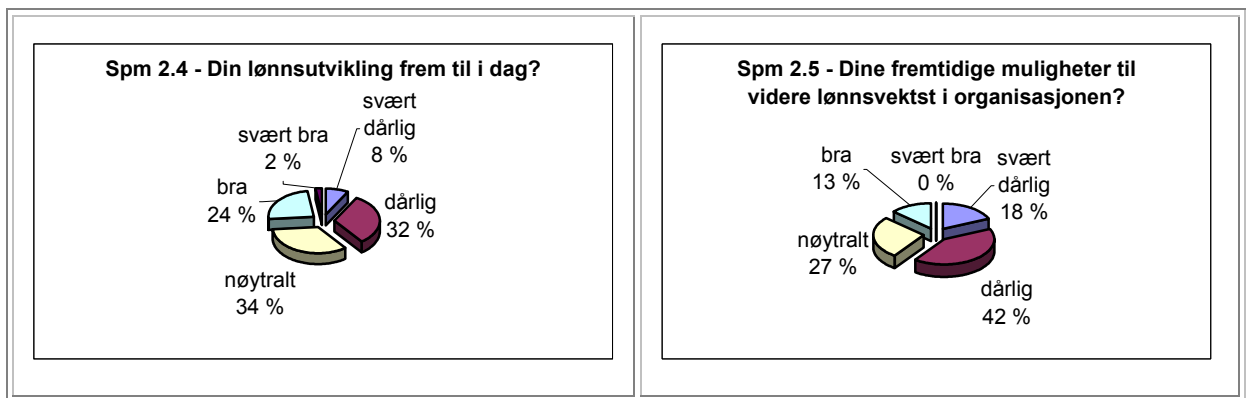 Spm 2.4 - Din lønnsutvikling frem til i dag?
svært bra
2 %
svært
dårlig
8 %
bra
24 %
dårlig
32 %
nøytralt
34 %
Spm 2.5 - Dine fremtidige muligheter til
videre lønnsvektst i organisasjonen?
bra
13 %
svært bra
0 %
svært
dårlig
18 %
nøytralt
27 %
dårlig
42 %